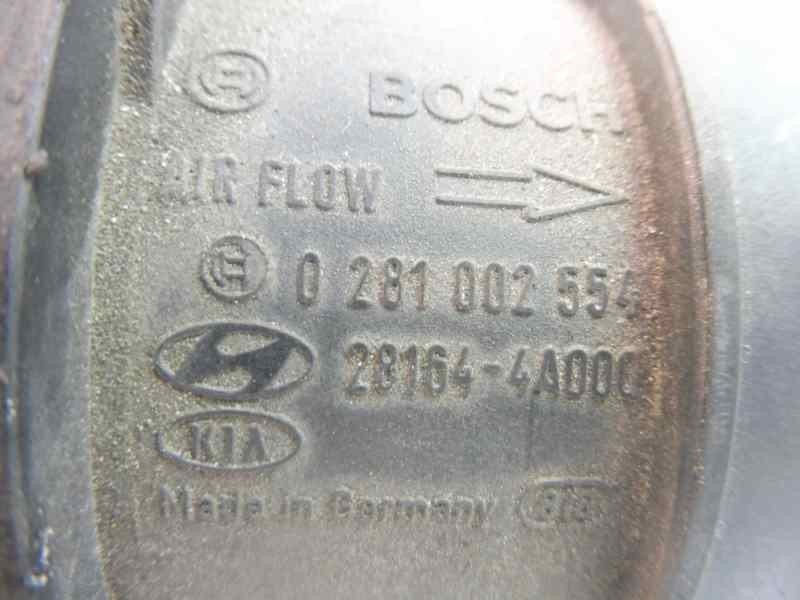 BOSCH
AIR FLOW
0 281 002 554
28164-4A000
KIA
Made in Germany